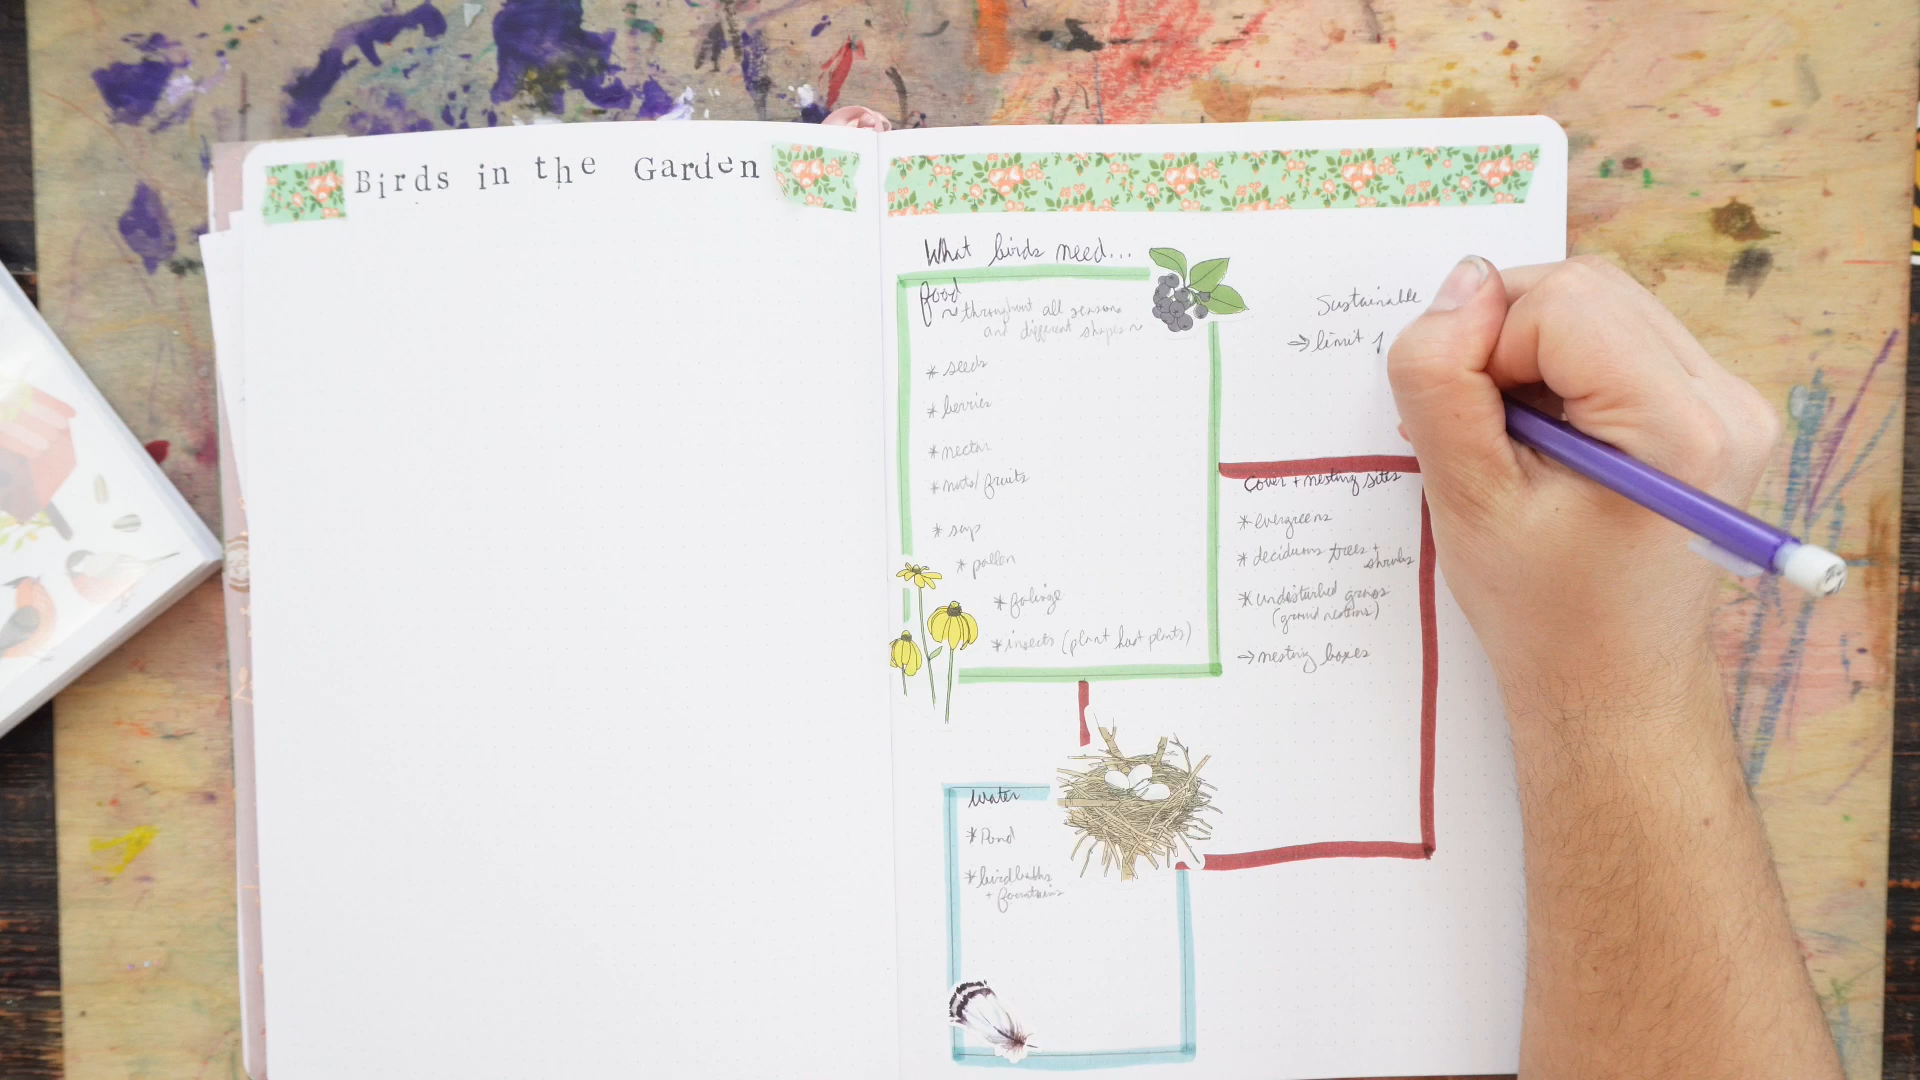 Birds in the Garden
What birds need...
food
~throughout all seasons
and different shapes~
* seeds
* berries
* nectar
* nuts/fruits
* sap
* pollen
* foliage
* insects (plant host plants)
Sustainable
→ limit
Cover + nesting sites
* evergreens
* deciduous trees +
shrubs
* undisturbed grass
(ground nestings)
→ nesting boxes
Water
* Pond
* birdbaths
+ fountains